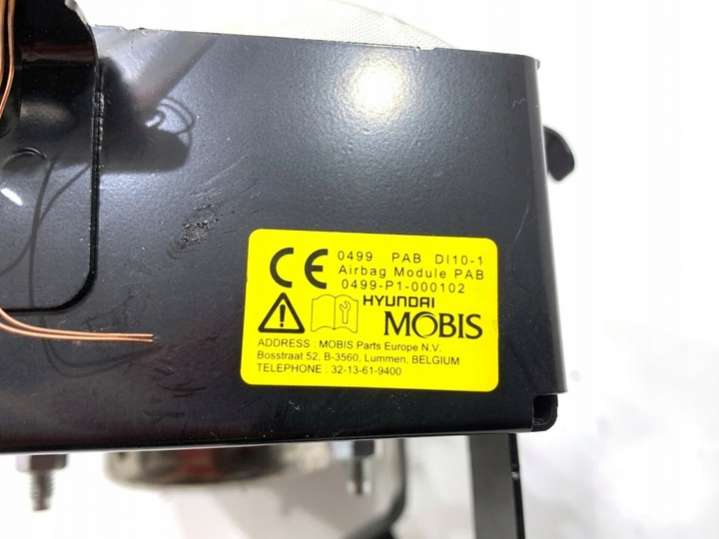 CE 0499 PAB DI10-1
Airbag Module PAB
0499-P1-000102
HYUNDAI
MOBIS
ADDRESS : MOBIS Parts Europe N.V.
Bosstraat 52, B-3560, Lummen, BELGIUM
TELEPHONE : 32-13-61-9400